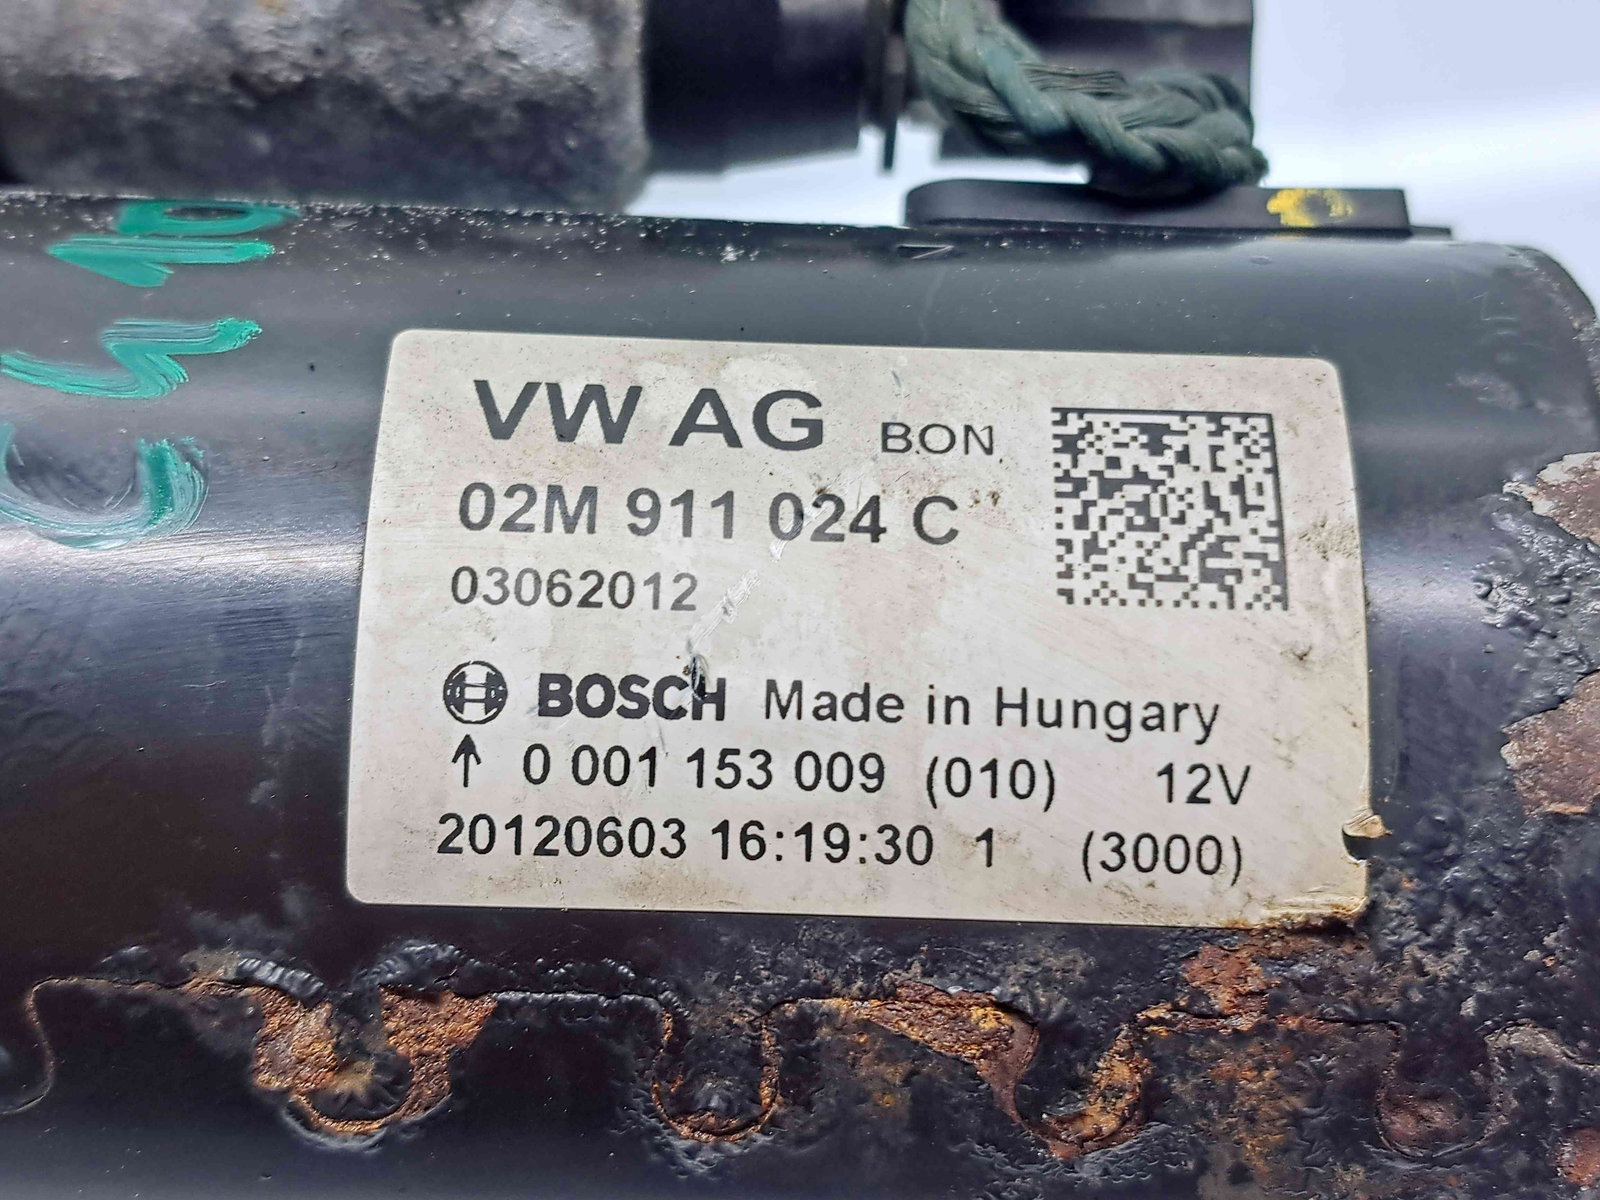 VW AG BON
02M 911 024 C
03062012
BOSCH Made in Hungary
↑ 0 001 153 009 (010) 12V
20120603 16:19:30 1 (3000)